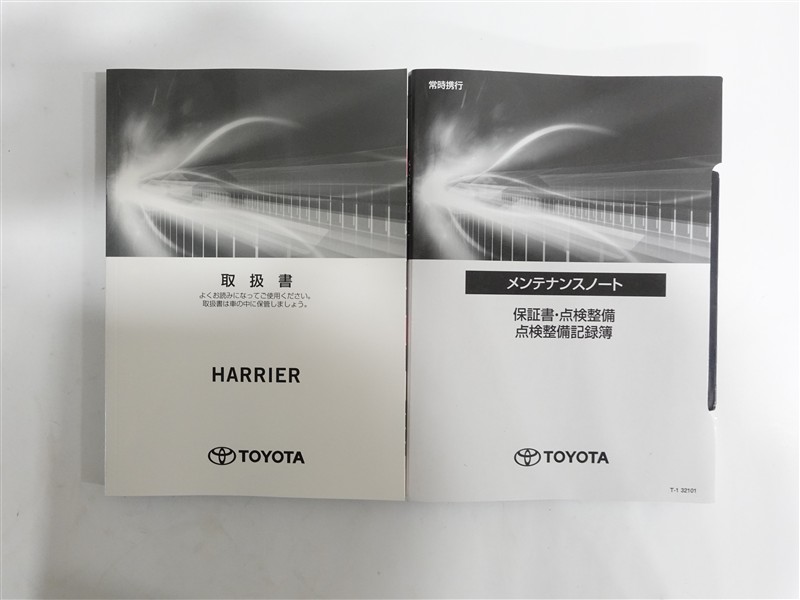 取扱書
よくお読みになってご使用ください。
取扱書は車の中に保管しましょう。
HARRIER
TOYOTA
常時携行
メンテナンスノート
保証書・点検整備
点検整備記録簿
TOYOTA
T-1 32101